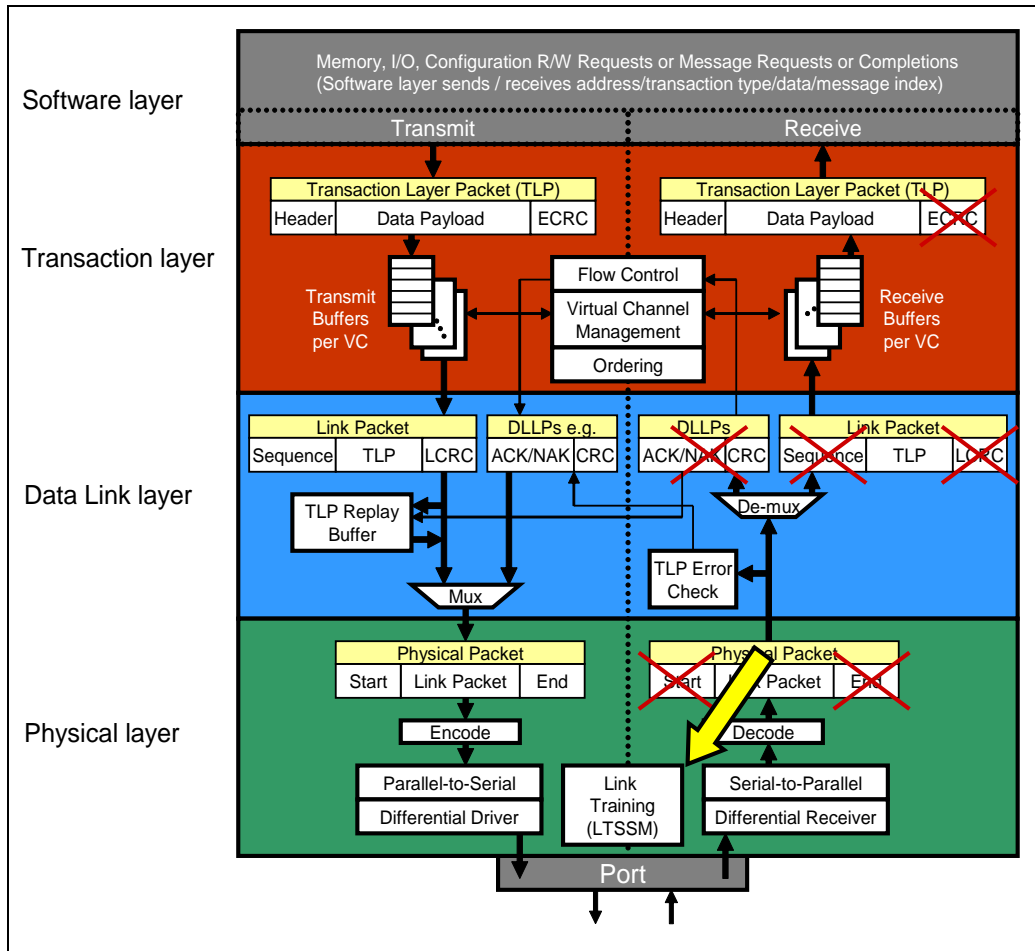 Memory, I/O, Configuration R/W Requests or Message Requests or Completions
(Software layer sends / receives address/transaction type/data/message index)
Software layer
Transmit
Receive
Transaction Layer Packet (TLP)
Header
Data Payload
ECRC
Transaction Layer Packet (TLP)
Header
Data Payload
ECRC
Transaction layer
Transmit
Buffers
per VC
Flow Control
Virtual Channel
Management
Ordering
Receive
Buffers
per VC
Link Packet
Sequence
TLP
LCRC
DLLPs e.g.
ACK/NAK
CRC
DLLPs
ACK/NAK
CRC
Link Packet
Sequence
TLP
LCRC
Data Link layer
TLP Replay
Buffer
De-mux
TLP Error
Check
Mux
Physical Packet
Start
Link Packet
End
Physical Packet
Start
Link Packet
End
Physical layer
Encode
Decode
Parallel-to-Serial
Differential Driver
Link
Training
(LTSSM)
Serial-to-Parallel
Differential Receiver
Port